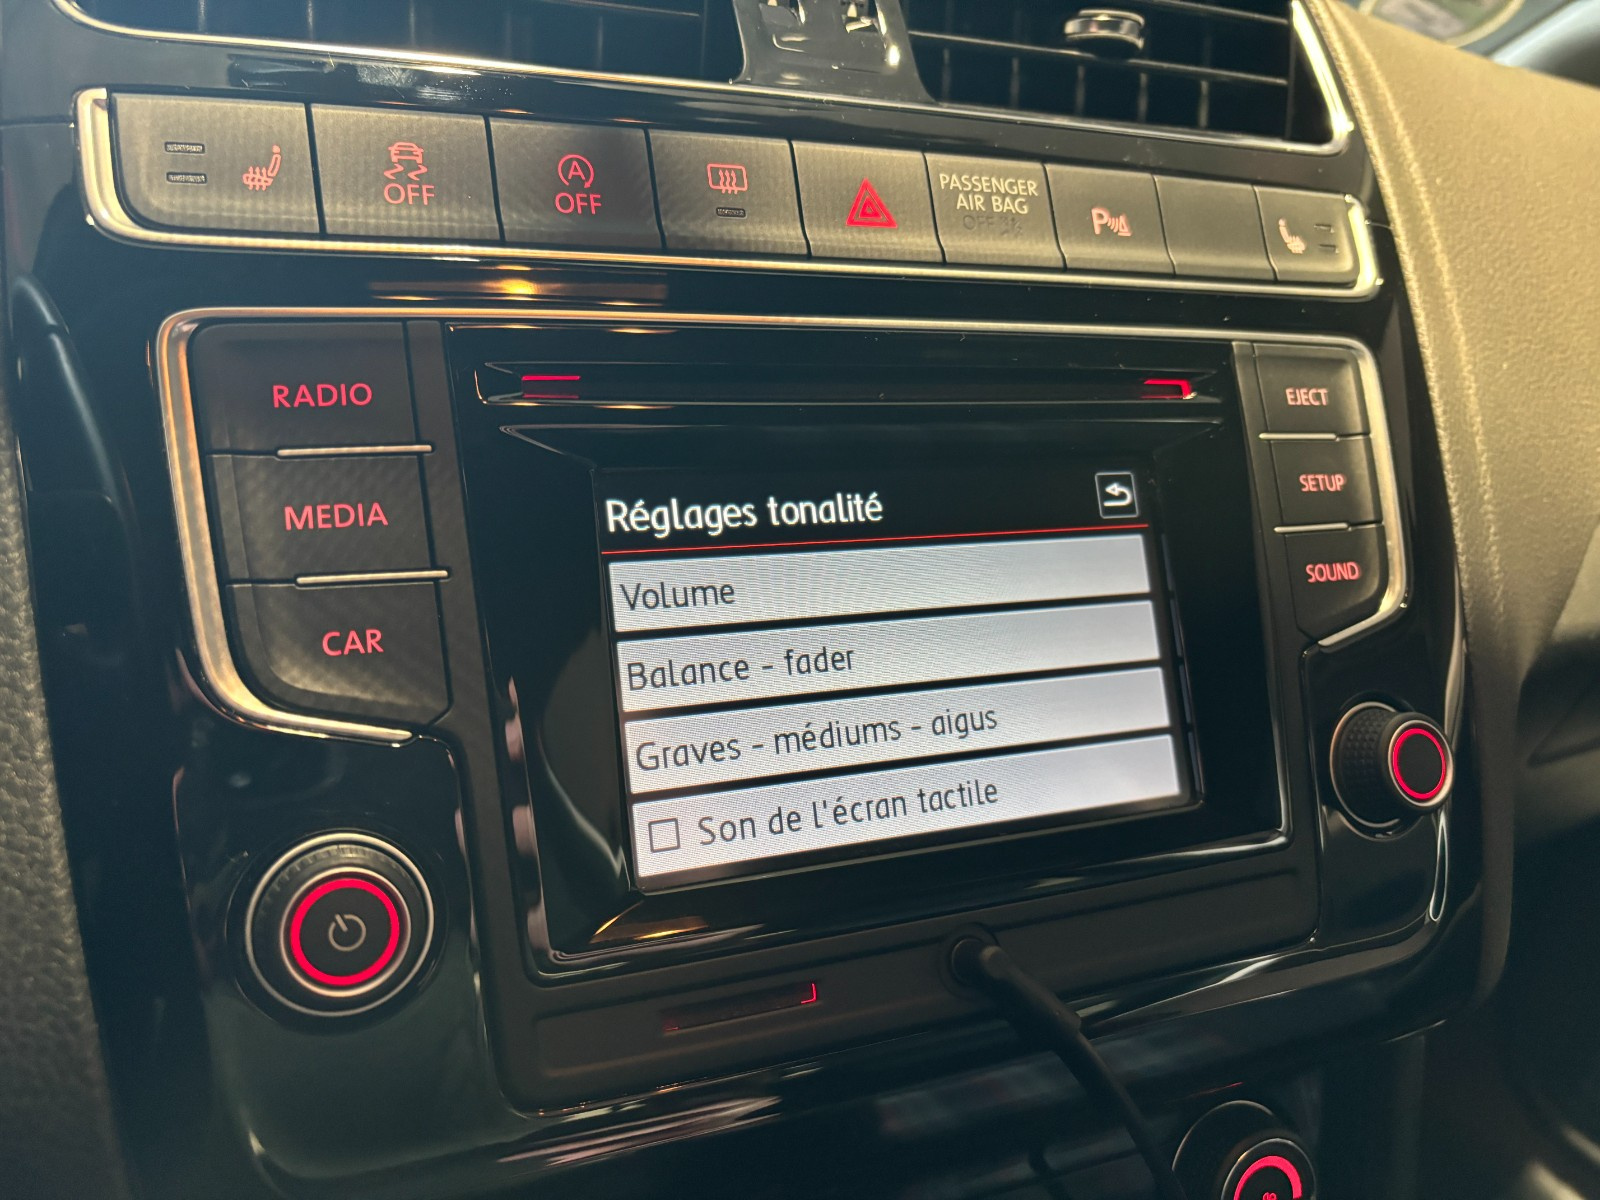 OFF
A
OFF
PASSENGER
AIR BAG
OFF
P
RADIO
MEDIA
CAR
EJECT
SETUP
SOUND
Réglages tonalité
Volume
Balance - fader
Graves - médiums - aigus
Son de l'écran tactile